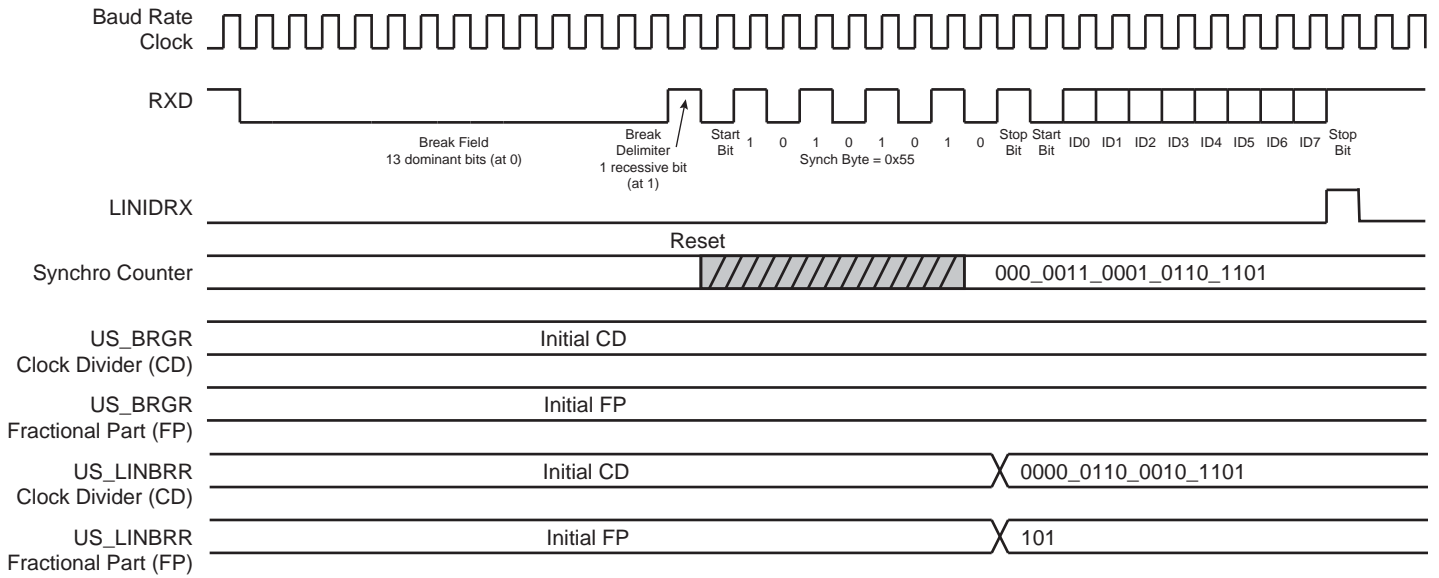 Baud Rate
Clock
RXD
Break Field
13 dominant bits (at 0)
Break
Delimiter
1 recessive bit
(at 1)
Start
Bit
1 0 1 0 1 0 1 0
Synch Byte = 0x55
Stop
Bit
Start
Bit
ID0 ID1 ID2 ID3 ID4 ID5 ID6 ID7
Stop
Bit
LINIDRX
Reset
Synchro Counter
000_0011_0001_0110_1101
US_BRGR
Clock Divider (CD)
Initial CD
US_BRGR
Fractional Part (FP)
Initial FP
US_LINBRR
Clock Divider (CD)
Initial CD
0000_0110_0010_1101
US_LINBRR
Fractional Part (FP)
Initial FP
101